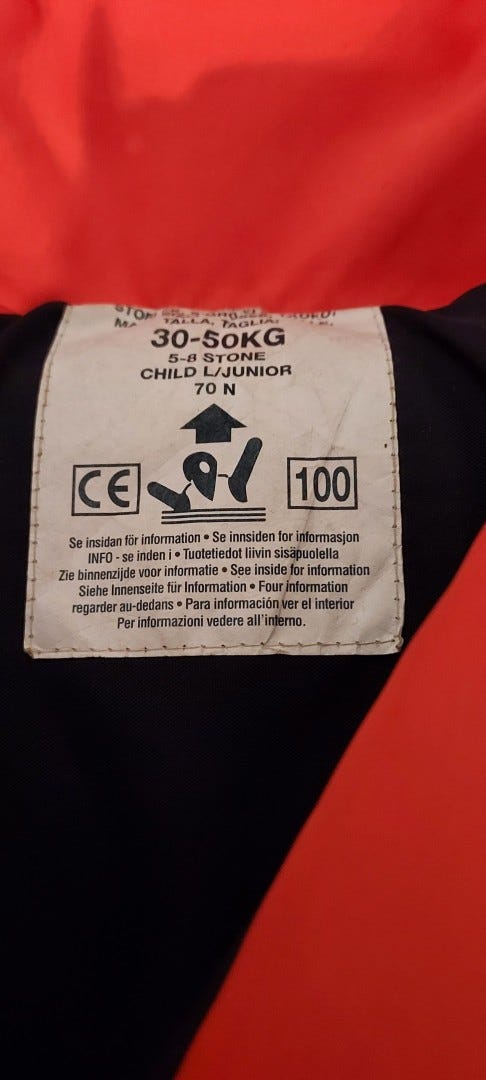 TALLA, TAGLIA,
30-50KG
5-8 STONE
CHILD L/JUNIOR
70 N
CE
100
Se insidan för information • Se innsiden for informasjon
INFO - se inden i • Tuotetiedot liivin sisäpuolella
Zie binnenzijde voor informatie • See inside for information
Siehe Innenseite für Information • Four information
regarder au-dedans • Para información ver el interior
Per informazioni vedere all'interno.